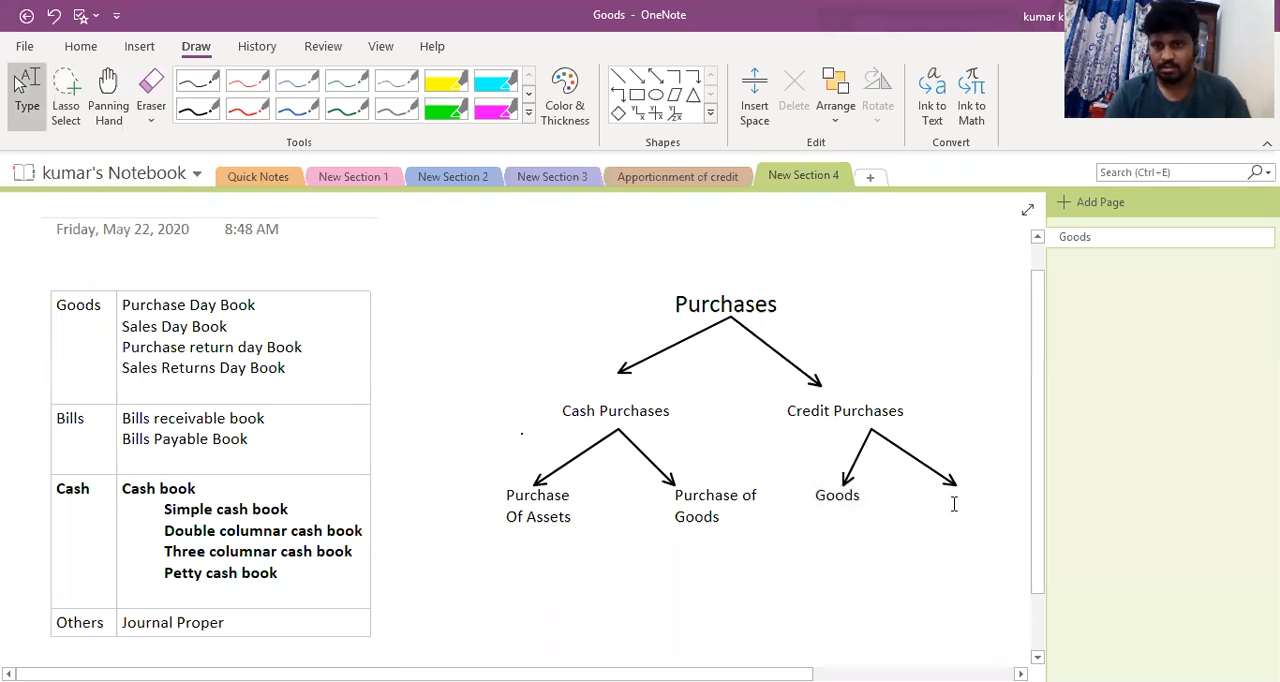 Goods - OneNote
kumar k
File Home Insert Draw History Review View Help
Type
Lasso Select
Panning Hand
Eraser
Color & Thickness
Insert Space
Delete
Arrange
Rotate
Ink to Text
Ink to Math
Tools Shapes Edit Convert
kumar's Notebook
Quick Notes
New Section 1
New Section 2
New Section 3
Apportionment of credit
New Section 4
Search (Ctrl+E)
Add Page
Goods
Friday, May 22, 2020 8:48 AM
Goods
Purchase Day Book
Sales Day Book
Purchase return day Book
Sales Returns Day Book
Bills
Bills receivable book
Bills Payable Book
Cash
Cash book
Simple cash book
Double columnar cash book
Three columnar cash book
Petty cash book
Others
Journal Proper
Purchases
Cash Purchases
Credit Purchases
Purchase
Of Assets
Purchase of
Goods
Goods